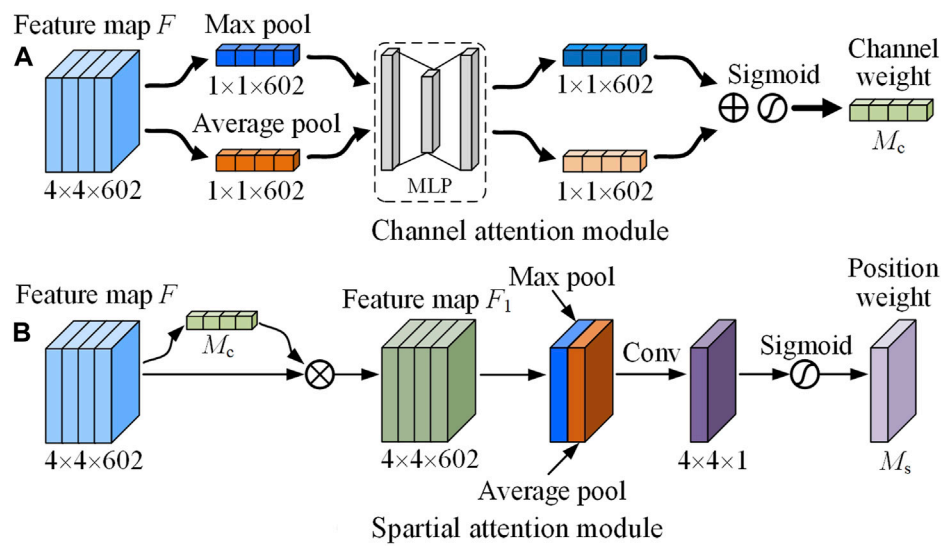 Feature map F
Max pool
A
1×1×602
Average pool
1×1×602
4×4×602
MLP
1×1×602
1×1×602
Sigmoid
Channel
weight
Mc
Channel attention module
B
Feature map F
Mc
4×4×602
Feature map F1
4×4×602
Max pool
Average pool
Conv
4×4×1
Sigmoid
Position
weight
Ms
Spartial attention module